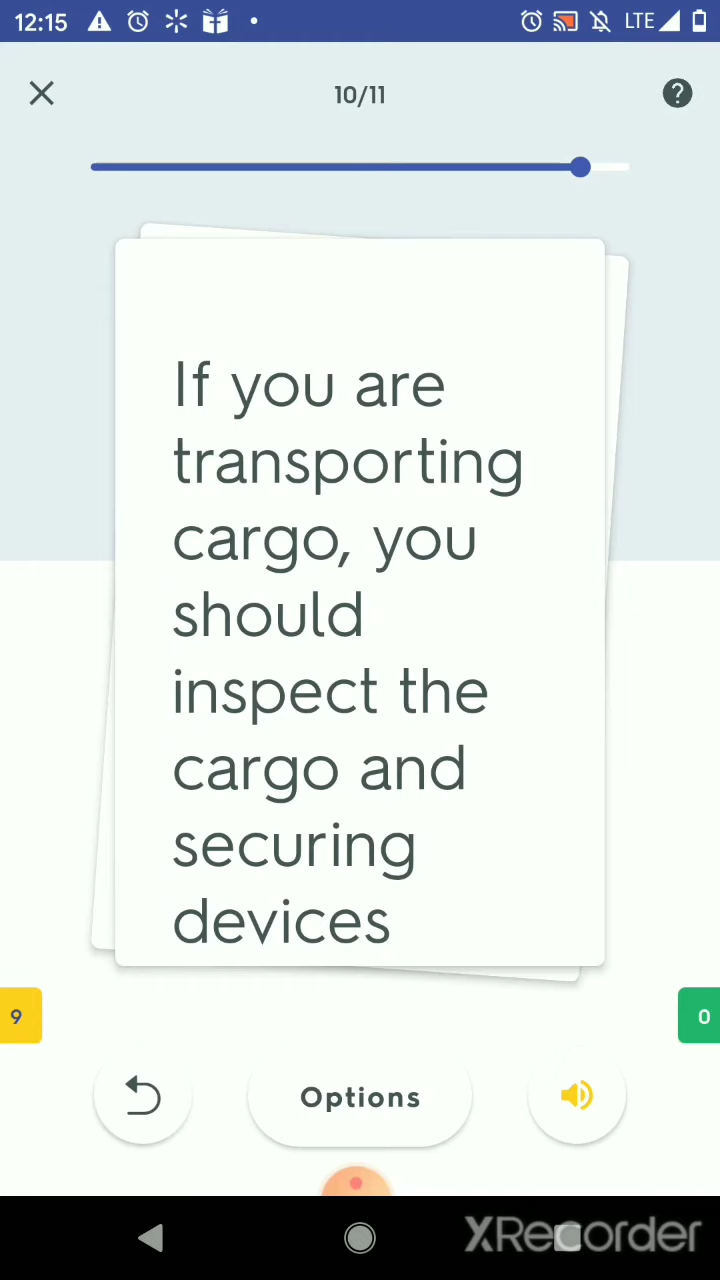 12:15
LTE
10/11
If you are
transporting
cargo, you
should
inspect the
cargo and
securing
devices
9
0
Options
XRecorder